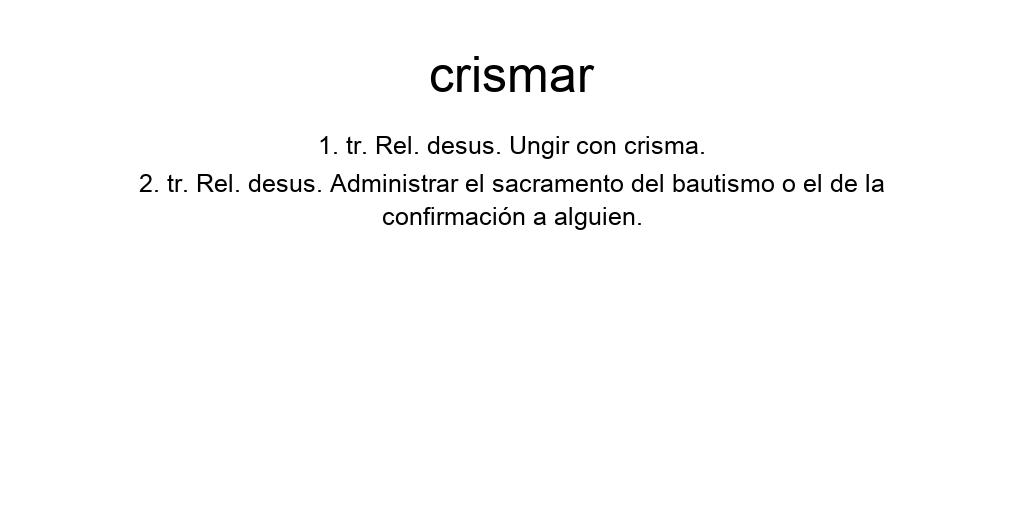 crismar
1. tr. Rel. desus. Ungir con crisma.
2. tr. Rel. desus. Administrar el sacramento del bautismo o el de la
confirmación a alguien.